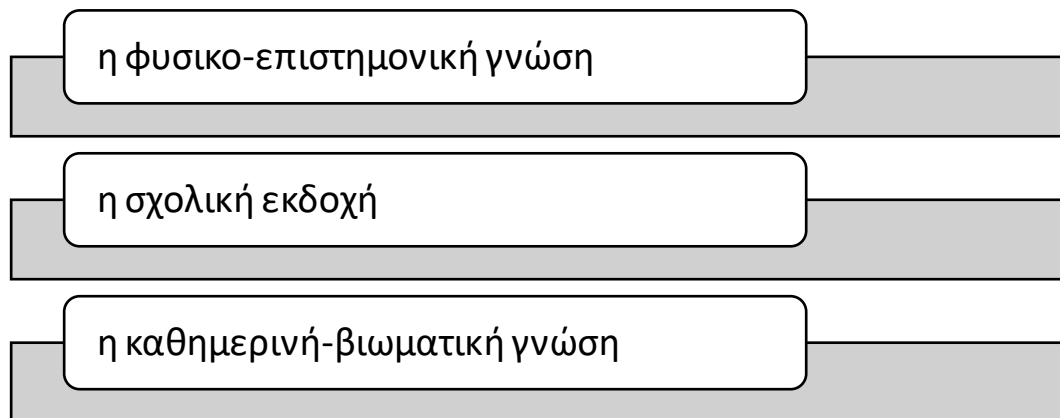 η φυσικο-επιστημονική γνώση
η σχολική εκδοχή
η καθημερινή-βιωματική γνώση